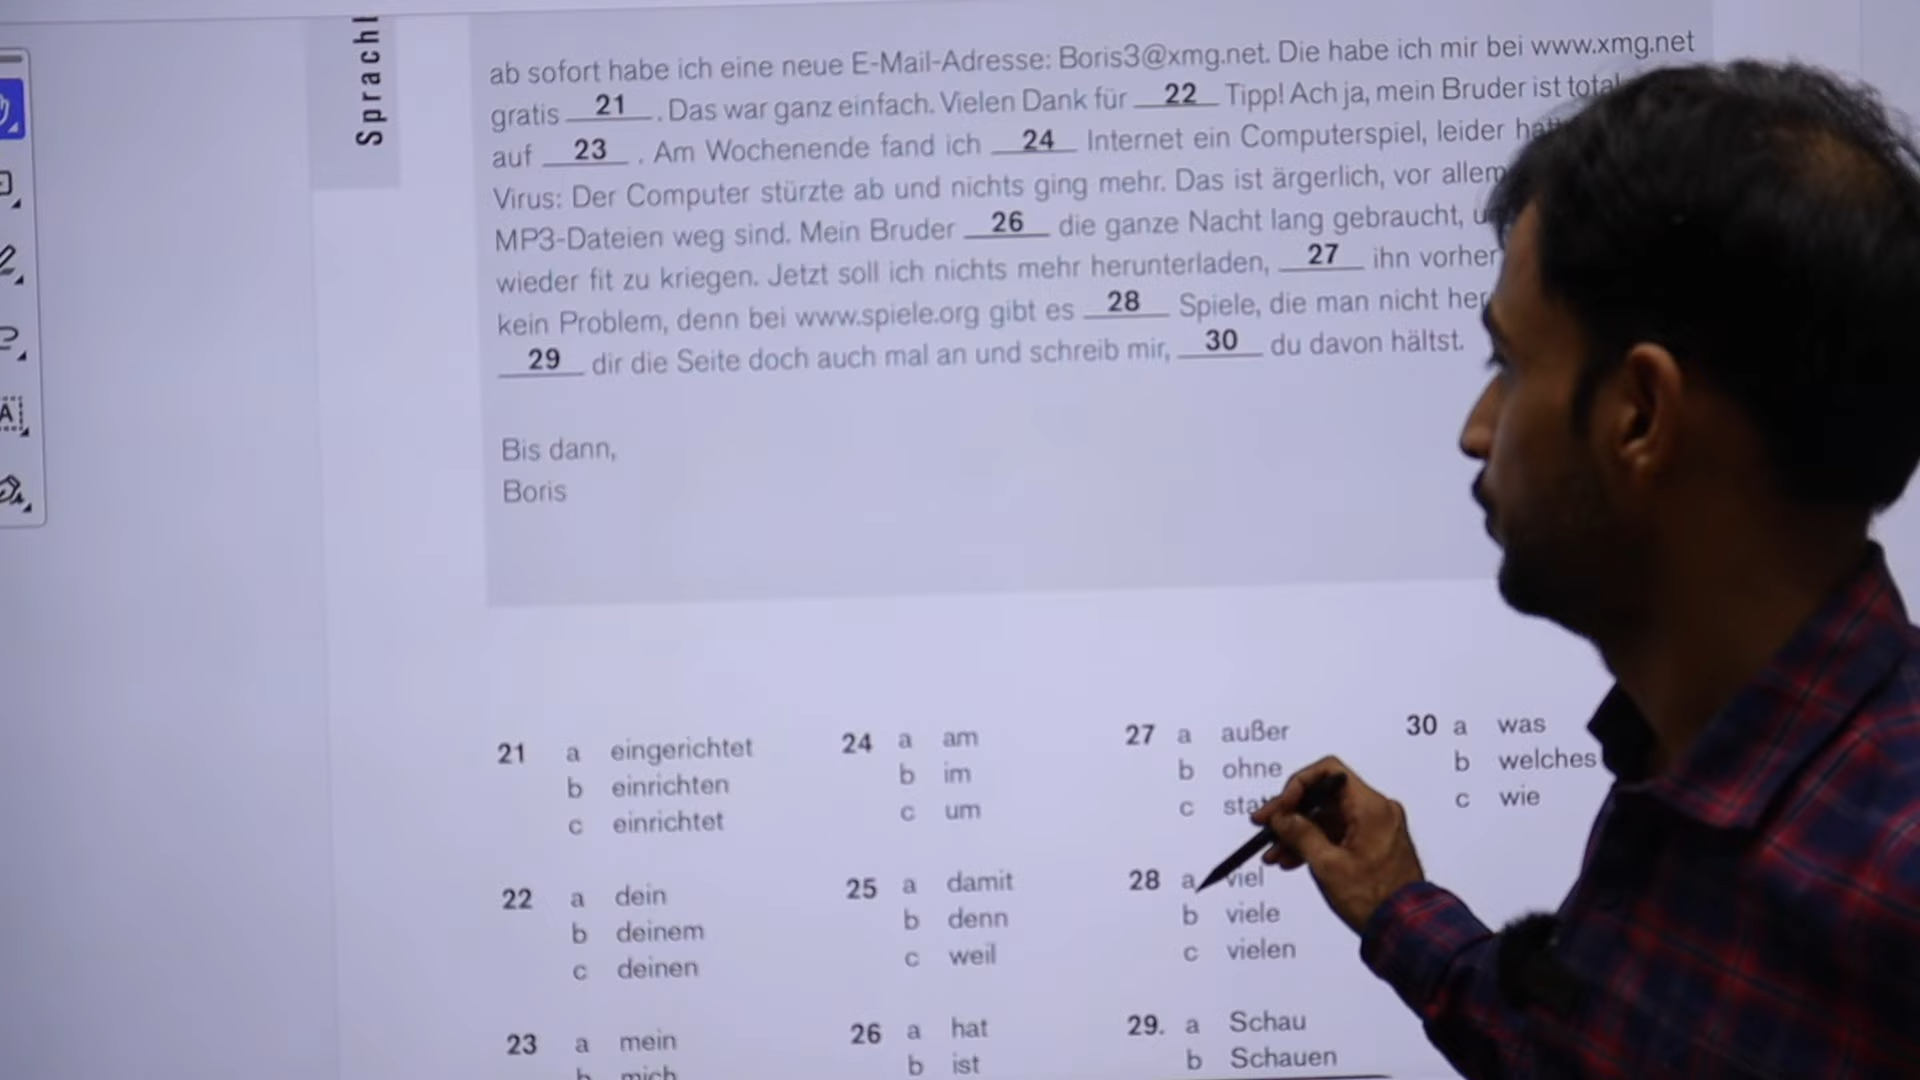 Sprachl
ab sofort habe ich eine neue E-Mail-Adresse: Boris3@xmg.net. Die habe ich mir bei www.xmg.net
gratis 21 . Das war ganz einfach. Vielen Dank für 22 Tipp! Ach ja, mein Bruder ist total
auf 23 . Am Wochenende fand ich 24 Internet ein Computerspiel, leider
Virus: Der Computer stürzte ab und nichts ging mehr. Das ist ärgerlich, vor allem
MP3-Dateien weg sind. Mein Bruder 26 die ganze Nacht lang gebraucht,
wieder fit zu kriegen. Jetzt soll ich nichts mehr herunterladen, 27 ihn vorher
kein Problem, denn bei www.spiele.org gibt es 28 Spiele, die man nicht
29 dir die Seite doch auch mal an und schreib mir, 30 du davon hältst.
Bis dann,
Boris
21 a eingerichtet
b einrichten
c einrichtet
22 a dein
b deinem
c deinen
23 a mein
b mich
24 a am
b im
c um
25 a damit
b denn
c weil
26 a hat
b ist
27 a außer
b ohne
c
28 a viel
b viele
c vielen
29. a Schau
b Schauen
30 a was
b welches
c wie